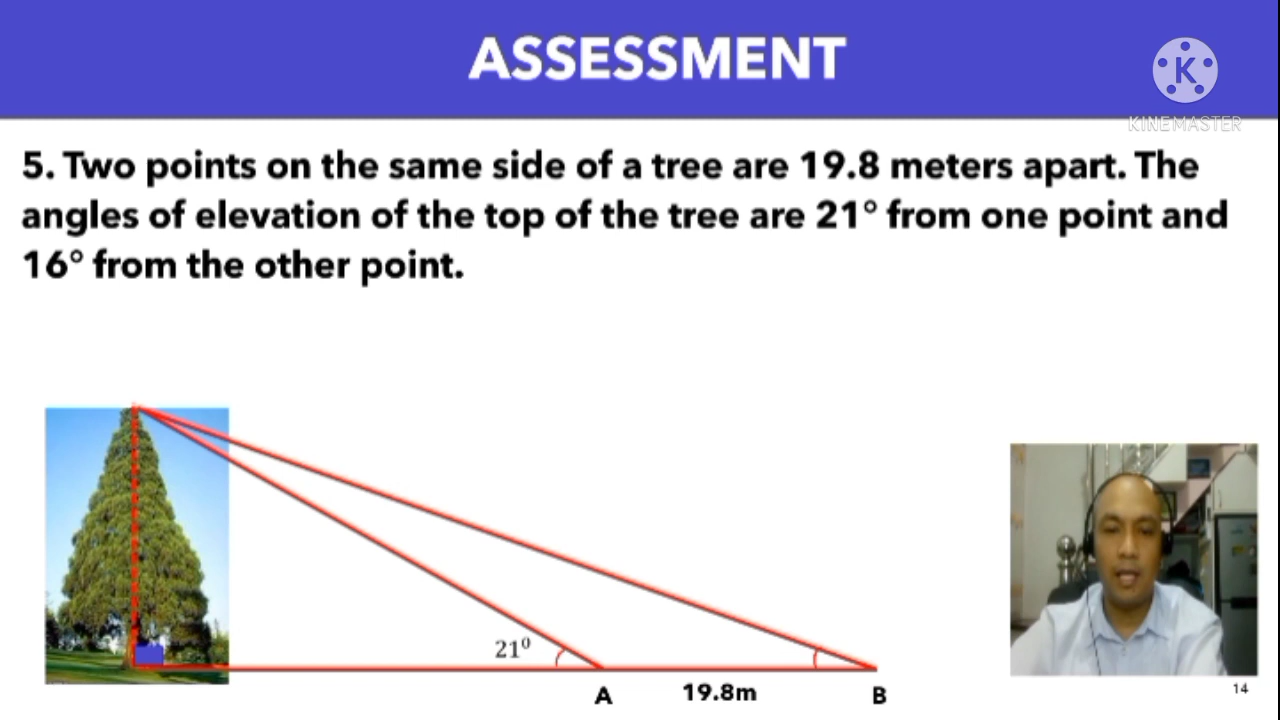 ASSESSMENT
K
KINEMASTER
5. Two points on the same side of a tree are 19.8 meters apart. The
angles of elevation of the top of the tree are 21° from one point and
16° from the other point.
21⁰
A 19.8m B
14